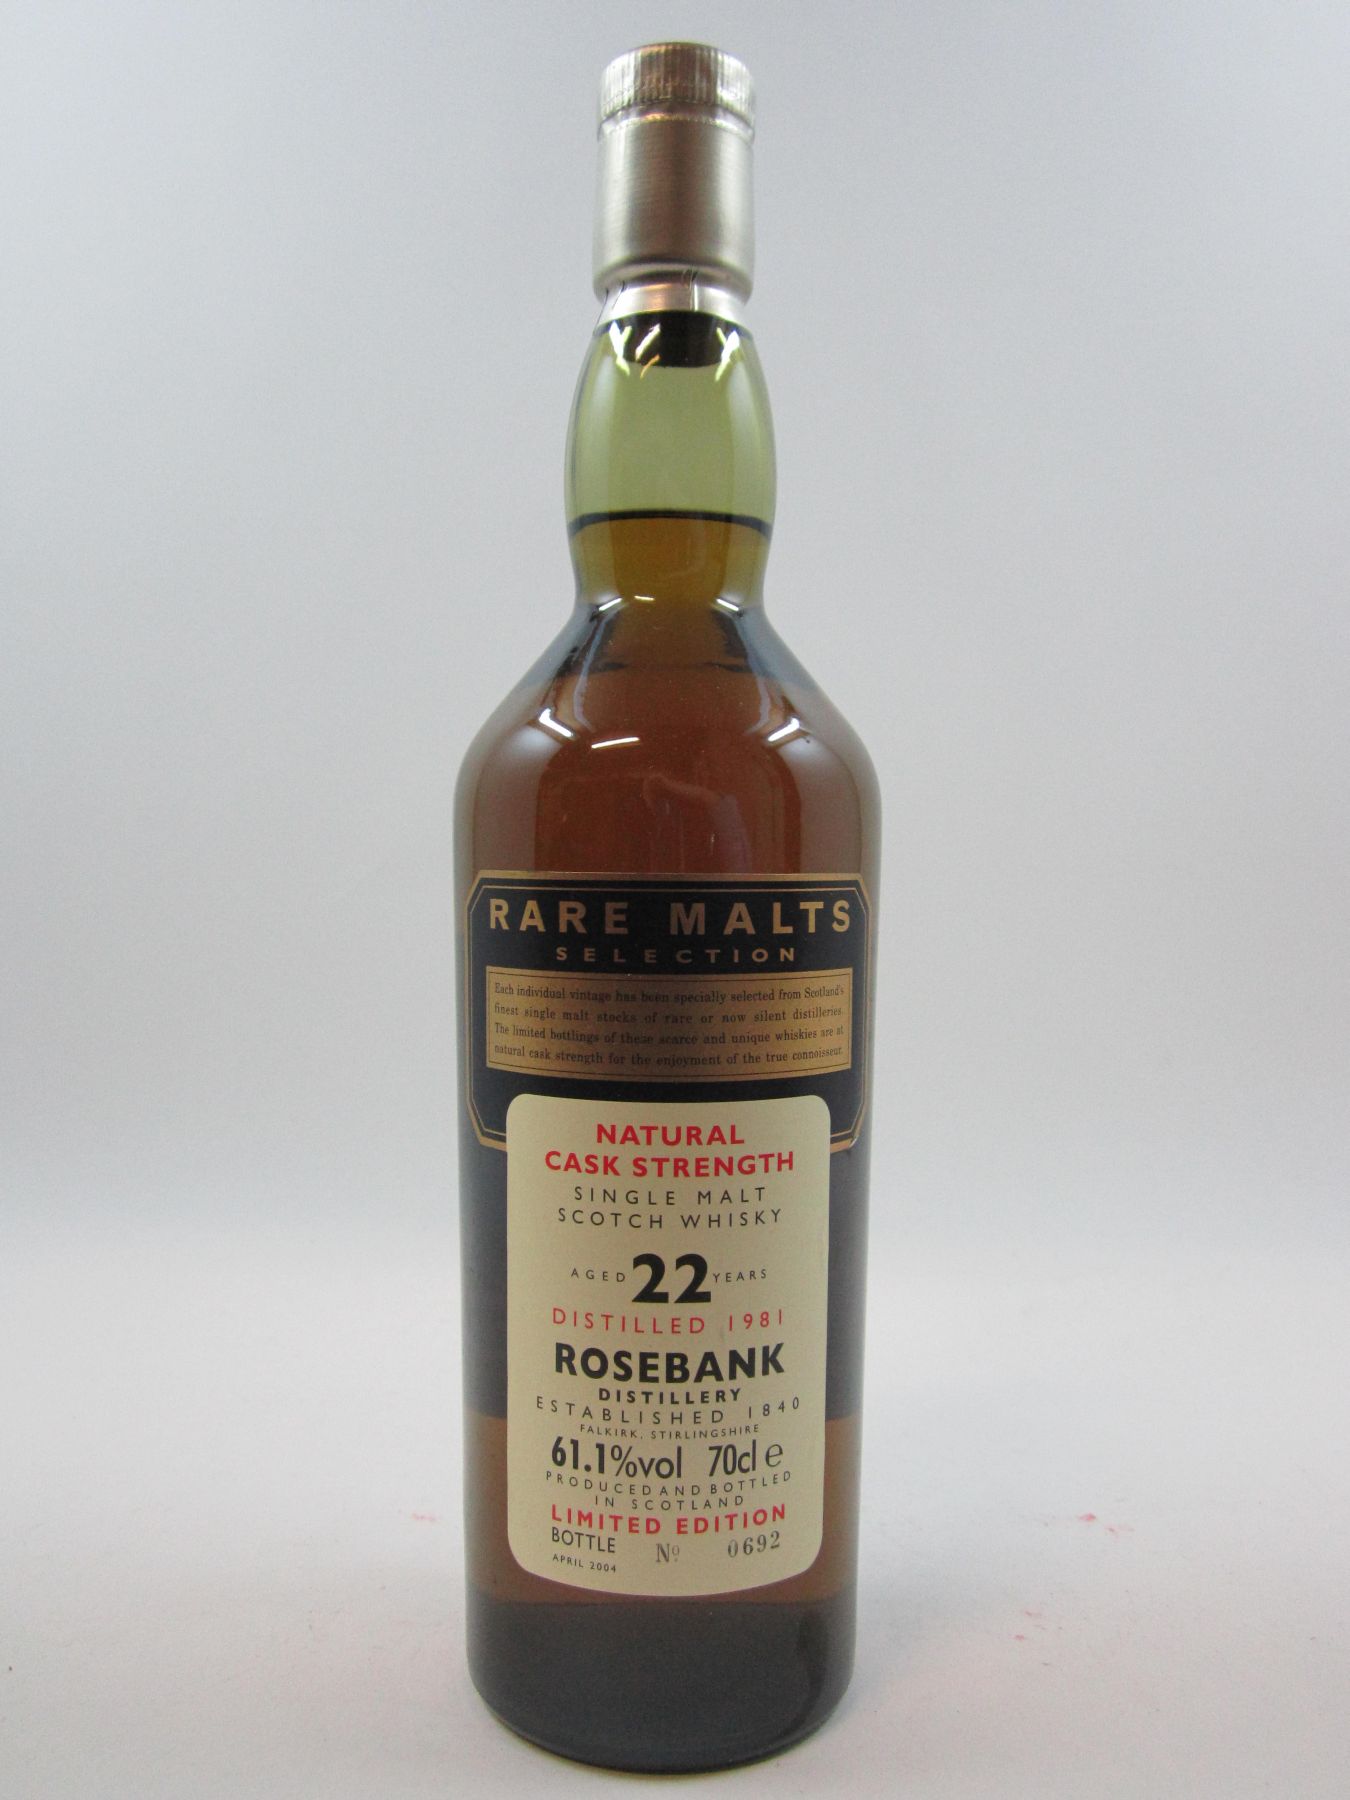 RARE MALTS
SELECTION
Each individual vintage has been specially selected from Scotland's
finest single malt stocks of rare or now silent distilleries.
The limited bottlings of these scarce and unique whiskies are at
natural cask strength for the enjoyment of the true connoisseur.
NATURAL
CASK STRENGTH
SINGLE MALT
SCOTCH WHISKY
AGED 22 YEARS
DISTILLED 1981
ROSEBANK
DISTILLERY
ESTABLISHED 1840
FALKIRK, STIRLINGSHIRE
61.1%vol 70cl e
PRODUCED AND BOTTLED
IN SCOTLAND
LIMITED EDITION
BOTTLE Nº 0692
APRIL 2004